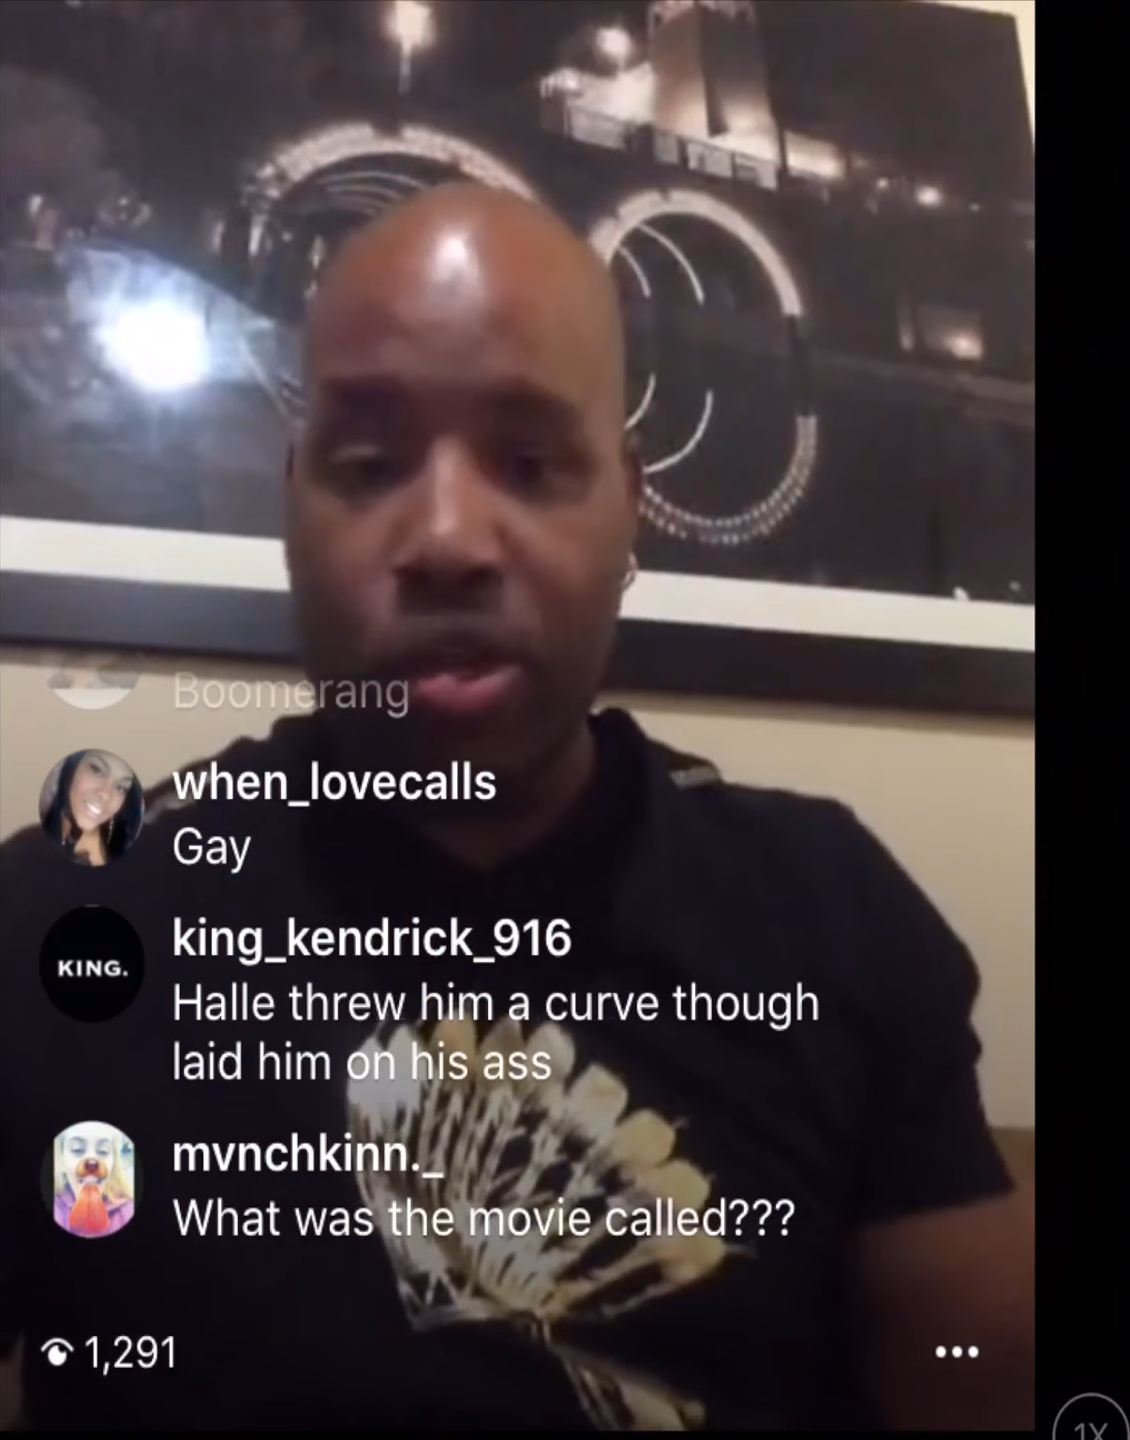 Boomerang
when_lovecalls
Gay
KING.
king_kendrick_916
Halle threw him a curve though
laid him on his ass
mvnchkinn._
What was the movie called???
1,291
1X